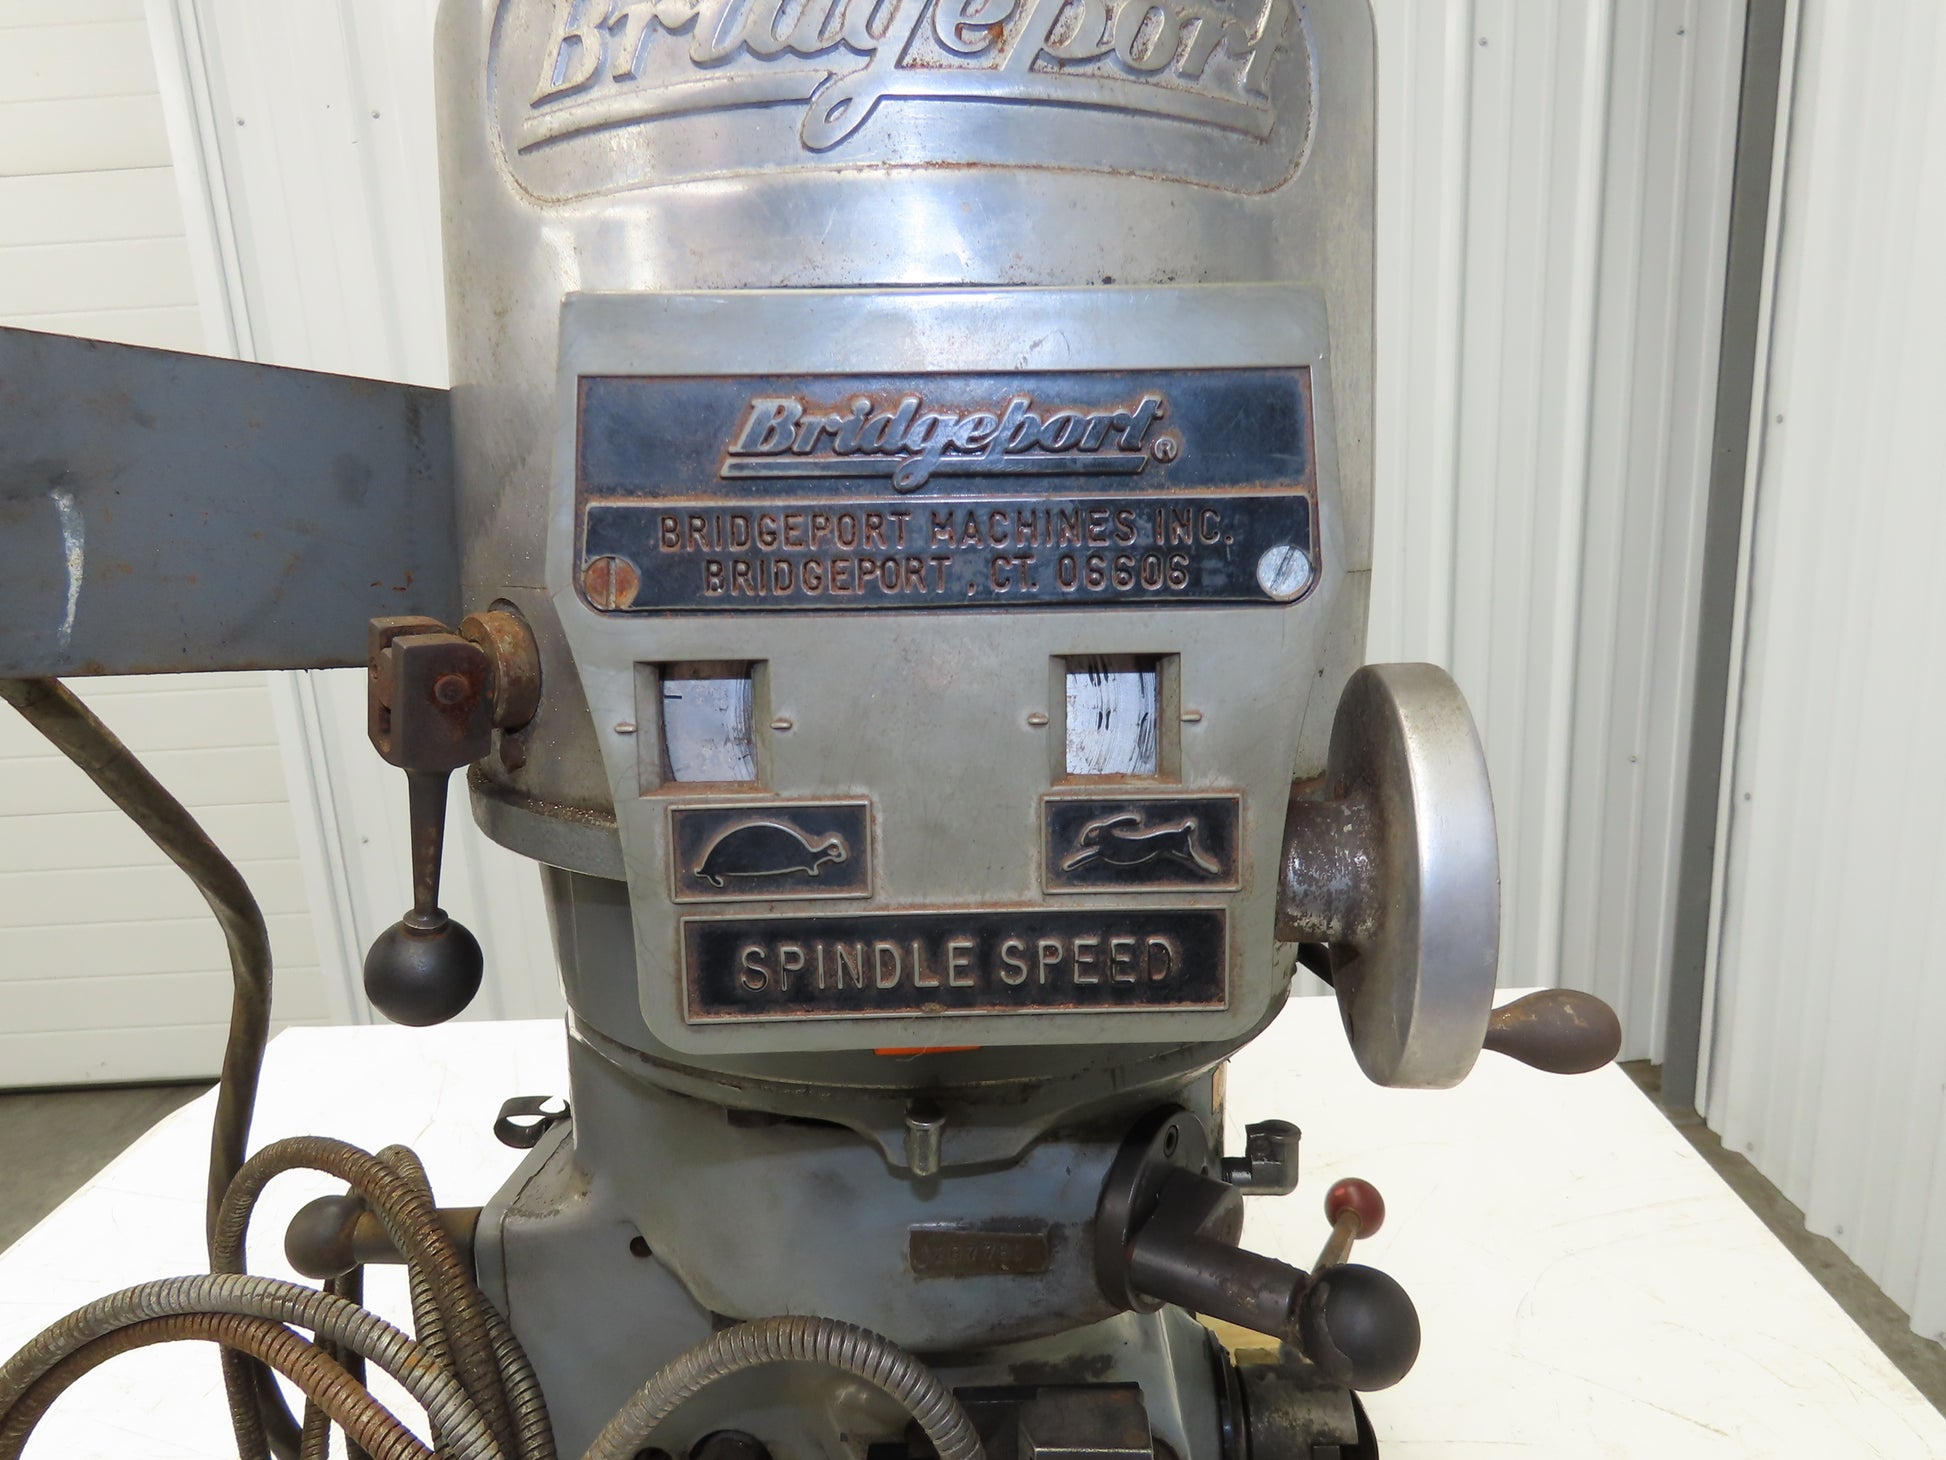 Bridgeport
Bridgeport®
BRIDGEPORT MACHINES INC.
BRIDGEPORT, CT. 06606
SPINDLE SPEED